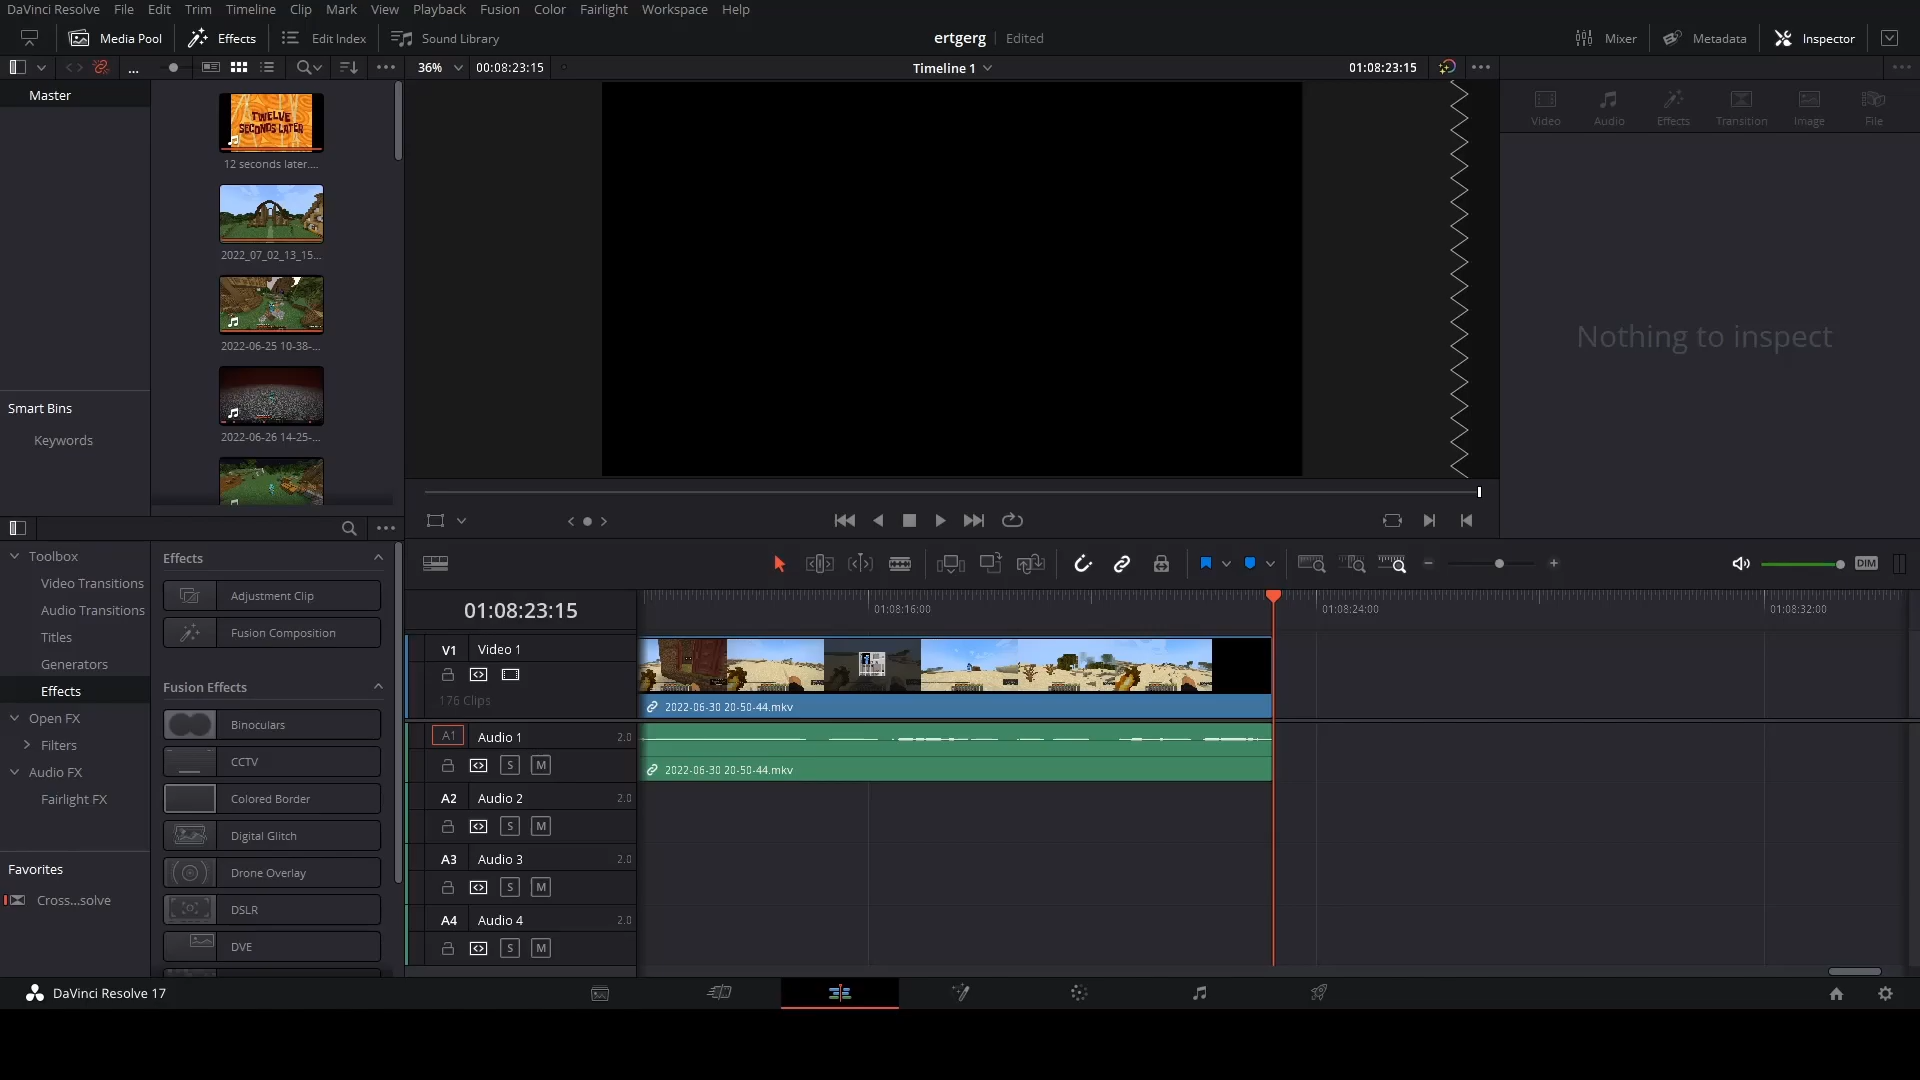 DaVinci Resolve File Edit Trim Timeline Clip Mark View Playback Fusion Color Fairlight Workspace Help
Media Pool Effects Edit Index Sound Library ertgerg Edited Mixer Metadata Inspector
36% 00:08:23:15 Timeline 1 01:08:23:15
Master
TWELVE SECONDS LATER
12 seconds later....
2022_07_02_13_15...
2022-06-25 10-38-...
2022-06-26 14-25-...
Smart Bins
Keywords
Video Audio Effects Transition Image File
Nothing to inspect
Toolbox
Video Transitions
Audio Transitions
Titles
Generators
Effects
Open FX
Filters
Audio FX
Fairlight FX
Favorites
Cross...solve
Effects
Adjustment Clip
Fusion Composition
Fusion Effects
Binoculars
CCTV
Colored Border
Digital Glitch
Drone Overlay
DSLR
DVE
DIM
01:08:23:15
01:08:16:00 01:08:24:00 01:08:32:00
V1 Video 1
176 Clips
2022-06-30 20-50-44.mkv
A1 Audio 1 2.0
S M
2022-06-30 20-50-44.mkv
A2 Audio 2 2.0
S M
A3 Audio 3 2.0
S M
A4 Audio 4 2.0
S M
DaVinci Resolve 17